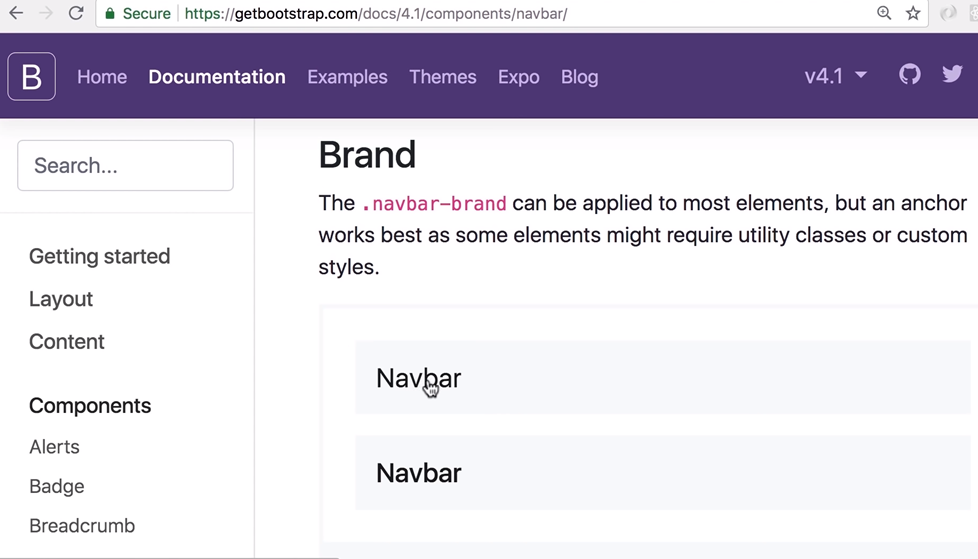 Secure https://getbootstrap.com/docs/4.1/components/navbar/
B Home Documentation Examples Themes Expo Blog v4.1
Search...
Getting started
Layout
Content
Components
Alerts
Badge
Breadcrumb
Brand
The .navbar-brand can be applied to most elements, but an anchor
works best as some elements might require utility classes or custom
styles.
Navbar
Navbar